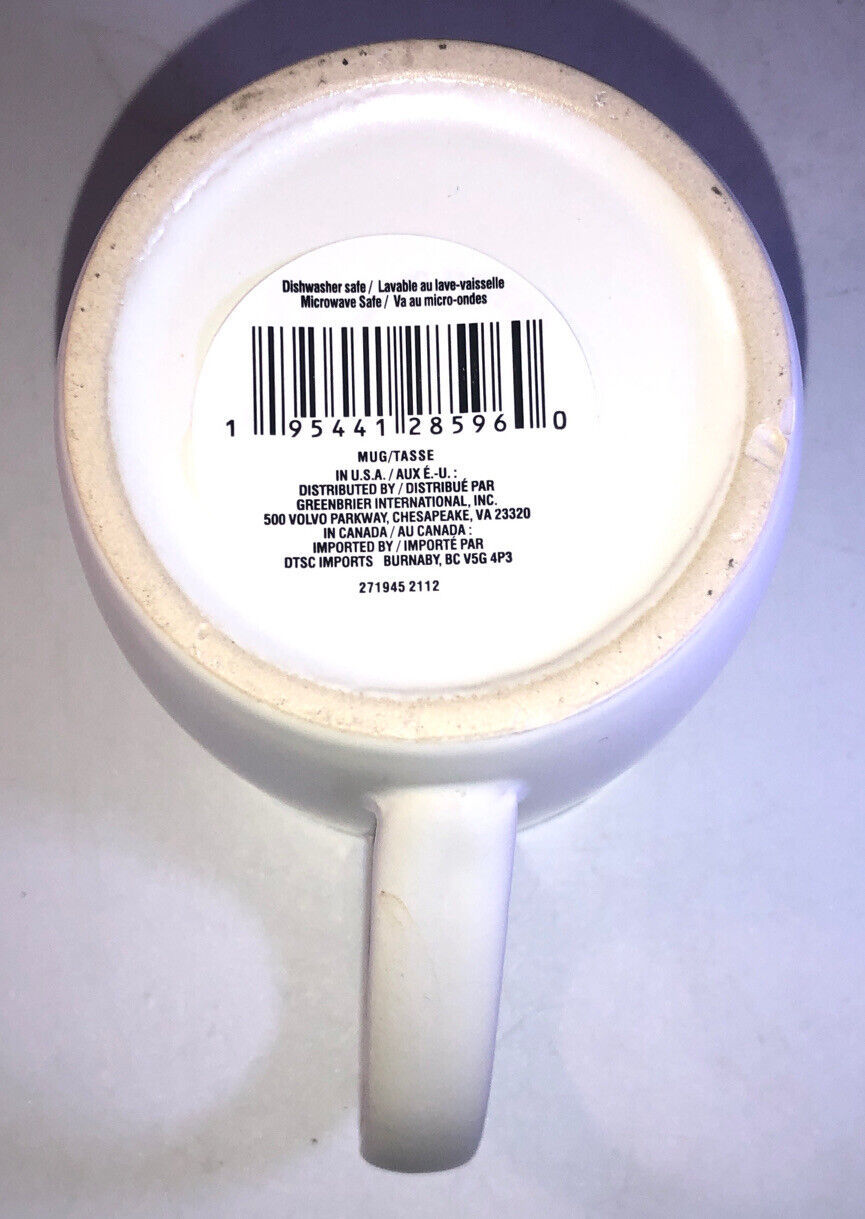 Dishwasher safe / Lavable au lave-vaisselle
Microwave Safe / Va au micro-ondes
1 95441 28596 0
MUG/TASSE
IN U.S.A. / AUX É.-U. :
DISTRIBUTED BY / DISTRIBUÉ PAR
GREENBRIER INTERNATIONAL, INC.
500 VOLVO PARKWAY, CHESAPEAKE, VA 23320
IN CANADA / AU CANADA :
IMPORTED BY / IMPORTÉ PAR
DTSC IMPORTS BURNABY, BC V5G 4P3
271945 2112